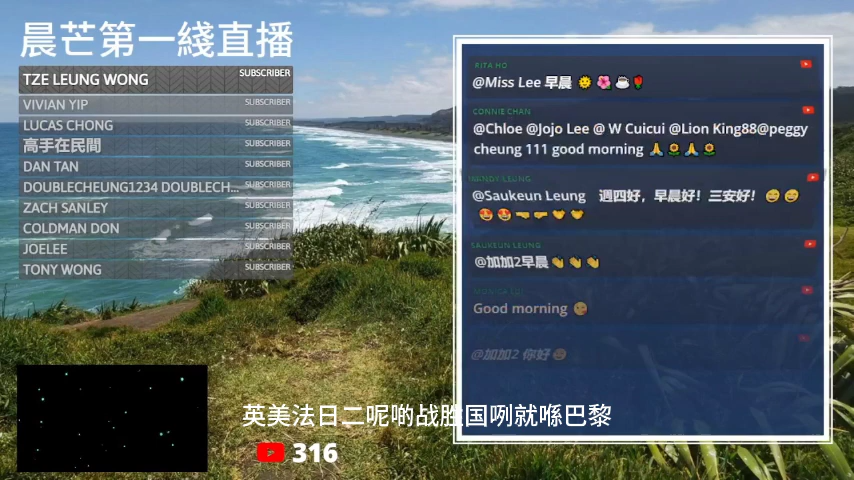 晨芒第一綫直播
TZE LEUNG WONG SUBSCRIBER
VIVIAN YIP SUBSCRIBER
LUCAS CHONG SUBSCRIBER
高手在民間 SUBSCRIBER
DAN TAN SUBSCRIBER
DOUBLECHEUNG1234 DOUBLECH... SUBSCRIBER
ZACH SANLEY SUBSCRIBER
COLDMAN DON SUBSCRIBER
JOELEE SUBSCRIBER
TONY WONG SUBSCRIBER
RITA HO
@Miss Lee 早晨 🌞 🌺 ☕ 🌹
CONNIE CHAN
@Chloe @Jojo Lee @ W Cuicui @Lion King88@peggy
cheung 111 good morning 🙏 🌻 🙏 🌻
WANDY LEUNG
@Saukeun Leung 週四好，早晨好！三安好！
SAUKEUN LEUNG
@加加2早晨 👏 👏 👏
Good morning
@加加2 你好
英美法日二呢啲战胜国咧就喺巴黎
316